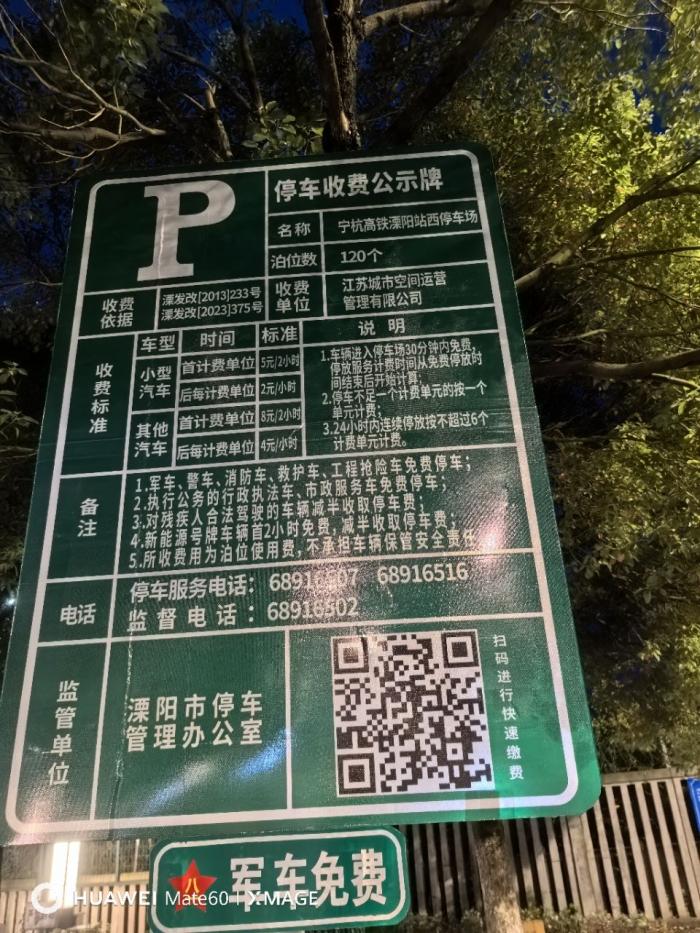 P
停车收费公示牌
名称
宁杭高铁溧阳站西停车场
泊位数
120个
收费依据
溧发改[2013]233号
溧发改[2023]375号
收费单位
江苏城市空间运营
管理有限公司
收费标准
车型 时间 标准
小型汽车
首计费单位 5元/2小时
后每计费单位 2元/小时
其他汽车
首计费单位 8元/2小时
后每计费单位 4元/小时
说明
1.车辆进入停车场30分钟内免费,
停放服务计费时间从免费停放时
间结束后开始计算;
2.停车不足一个计费单元的按一个
单元计费;
3.24小时内连续停放按不超过6个
计费单元计费。
备注
1.军车、警车、消防车、救护车、工程抢险车免费停车;
2.执行公务的行政执法车、市政服务车免费停车;
3.对残疾人合法驾驶的车辆减半收取停车费;
4.新能源号牌车辆首2小时免费,减半收取停车费;
5.所收费用为泊位使用费,不承担车辆保管安全责任
电话
停车服务电话: 68916507 68916516
监督电话: 68916502
监管单位
溧阳市停车
管理办公室
扫码进行快速缴费
八一
军车免费
HUAWEI Mate60 | XMAGE